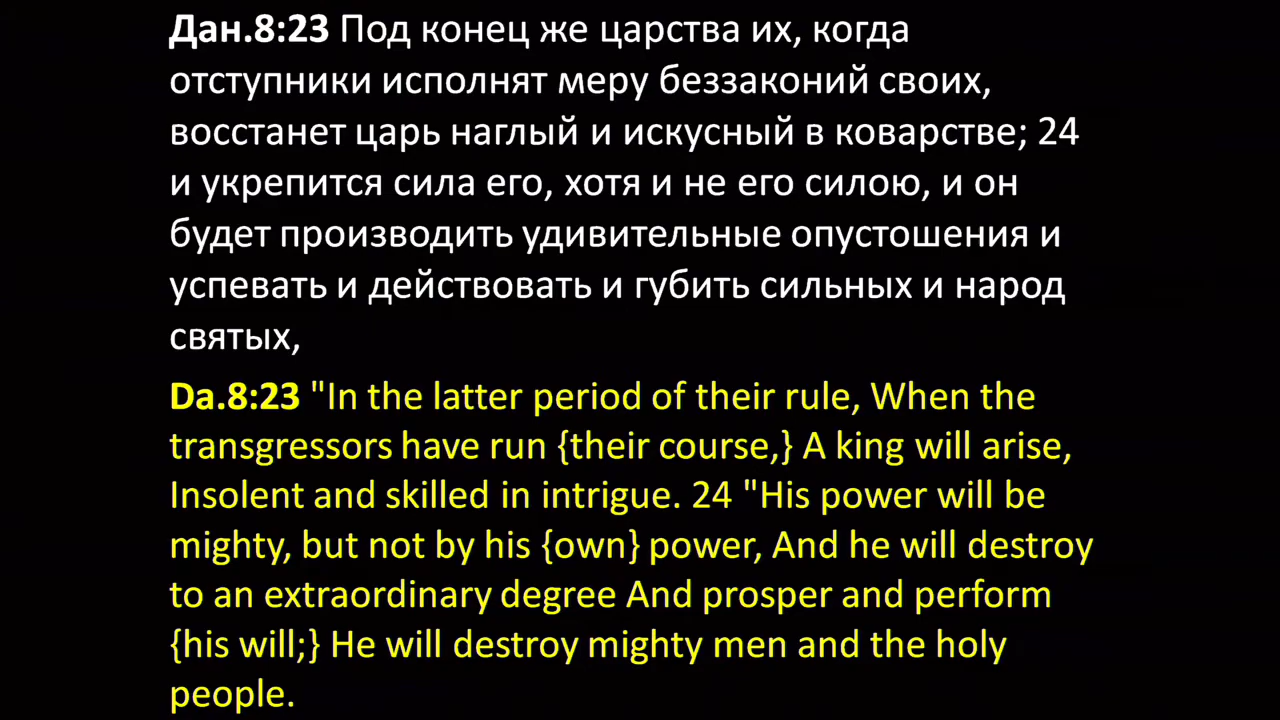 Дан.8:23 Под конец же царства их, когда
отступники исполнят меру беззаконий своих,
восстанет царь наглый и искусный в коварстве; 24
и укрепится сила его, хотя и не его силою, и он
будет производить удивительные опустошения и
успевать и действовать и губить сильных и народ
святых,
Da.8:23 "In the latter period of their rule, When the
transgressors have run {their course,} A king will arise,
Insolent and skilled in intrigue. 24 "His power will be
mighty, but not by his {own} power, And he will destroy
to an extraordinary degree And prosper and perform
{his will;} He will destroy mighty men and the holy
people.